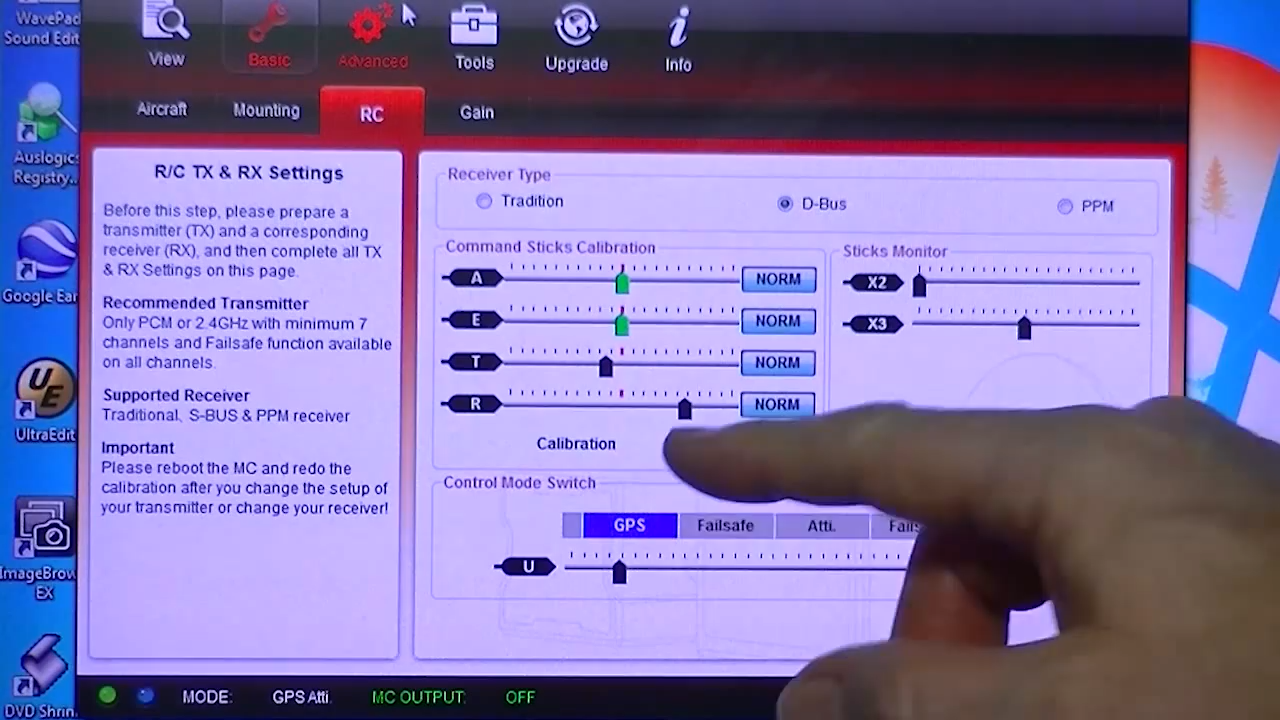 WavePad
Sound Edit
Auslogics
Registry...
Google Ear
UltraEdit
ImageBrow
EX
DVD Shrin
View
Basic
Advanced
Tools
Upgrade
Info
Aircraft
Mounting
RC
Gain
R/C TX & RX Settings
Before this step, please prepare a
transmitter (TX) and a corresponding
receiver (RX), and then complete all TX
& RX Settings on this page.
Recommended Transmitter
Only PCM or 2.4GHz with minimum 7
channels and Failsafe function available
on all channels.
Supported Receiver
Traditional, S-BUS & PPM receiver
Important
Please reboot the MC and redo the
calibration after you change the setup of
your transmitter or change your receiver!
Receiver Type
Tradition
D-Bus
PPM
Command Sticks Calibration
A
NORM
E
NORM
T
NORM
R
NORM
Calibration
Sticks Monitor
X2
X3
Control Mode Switch
GPS
Failsafe
Atti.
Fails
U
MODE:
GPS Atti.
MC OUTPUT:
OFF